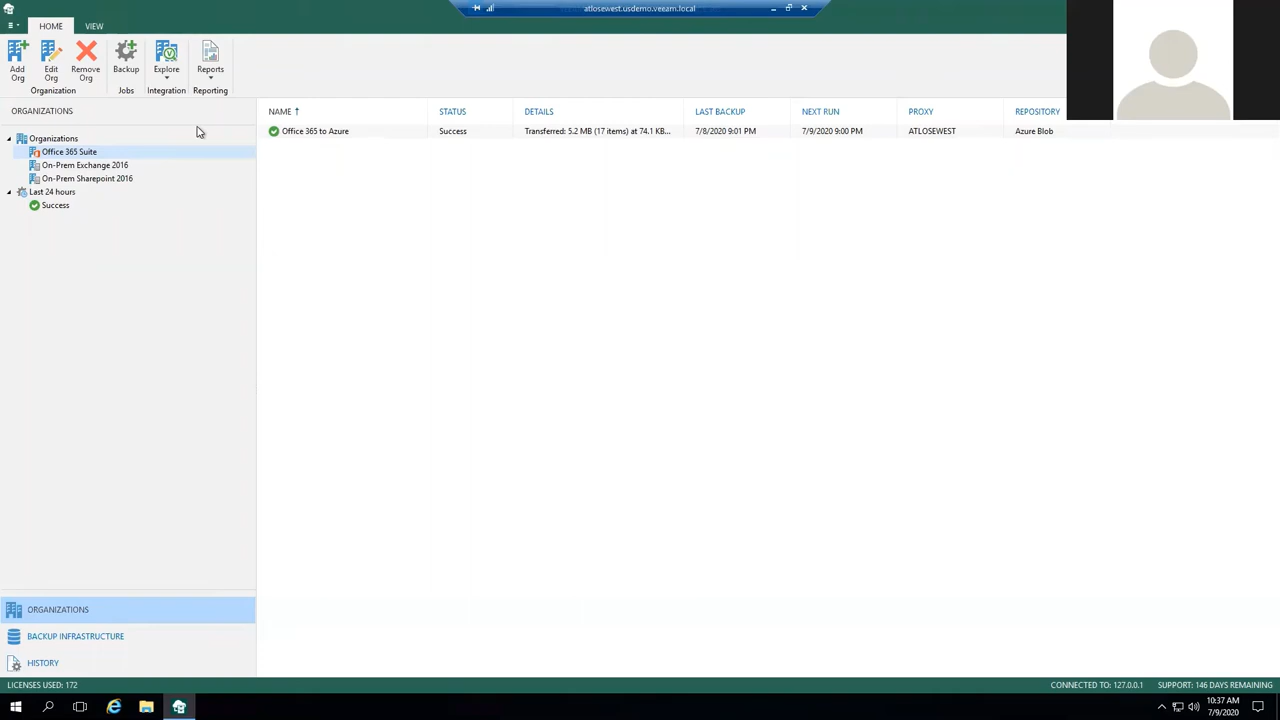 atlosewest.usdemo.veeam.local
HOME VIEW
Add Org
Edit Org
Remove Org
Backup
Explore
Reports
Organization Jobs Integration Reporting
ORGANIZATIONS
NAME STATUS DETAILS LAST BACKUP NEXT RUN PROXY REPOSITORY
Office 365 to Azure Success Transferred: 5.2 MB (17 items) at 74.1 KB... 7/8/2020 9:01 PM 7/9/2020 9:00 PM ATLOSEWEST Azure Blob
Organizations
Office 365 Suite
On-Prem Exchange 2016
On-Prem Sharepoint 2016
Last 24 hours
Success
ORGANIZATIONS
BACKUP INFRASTRUCTURE
HISTORY
LICENSES USED: 172 CONNECTED TO: 127.0.0.1 SUPPORT: 146 DAYS REMAINING
10:37 AM
7/9/2020